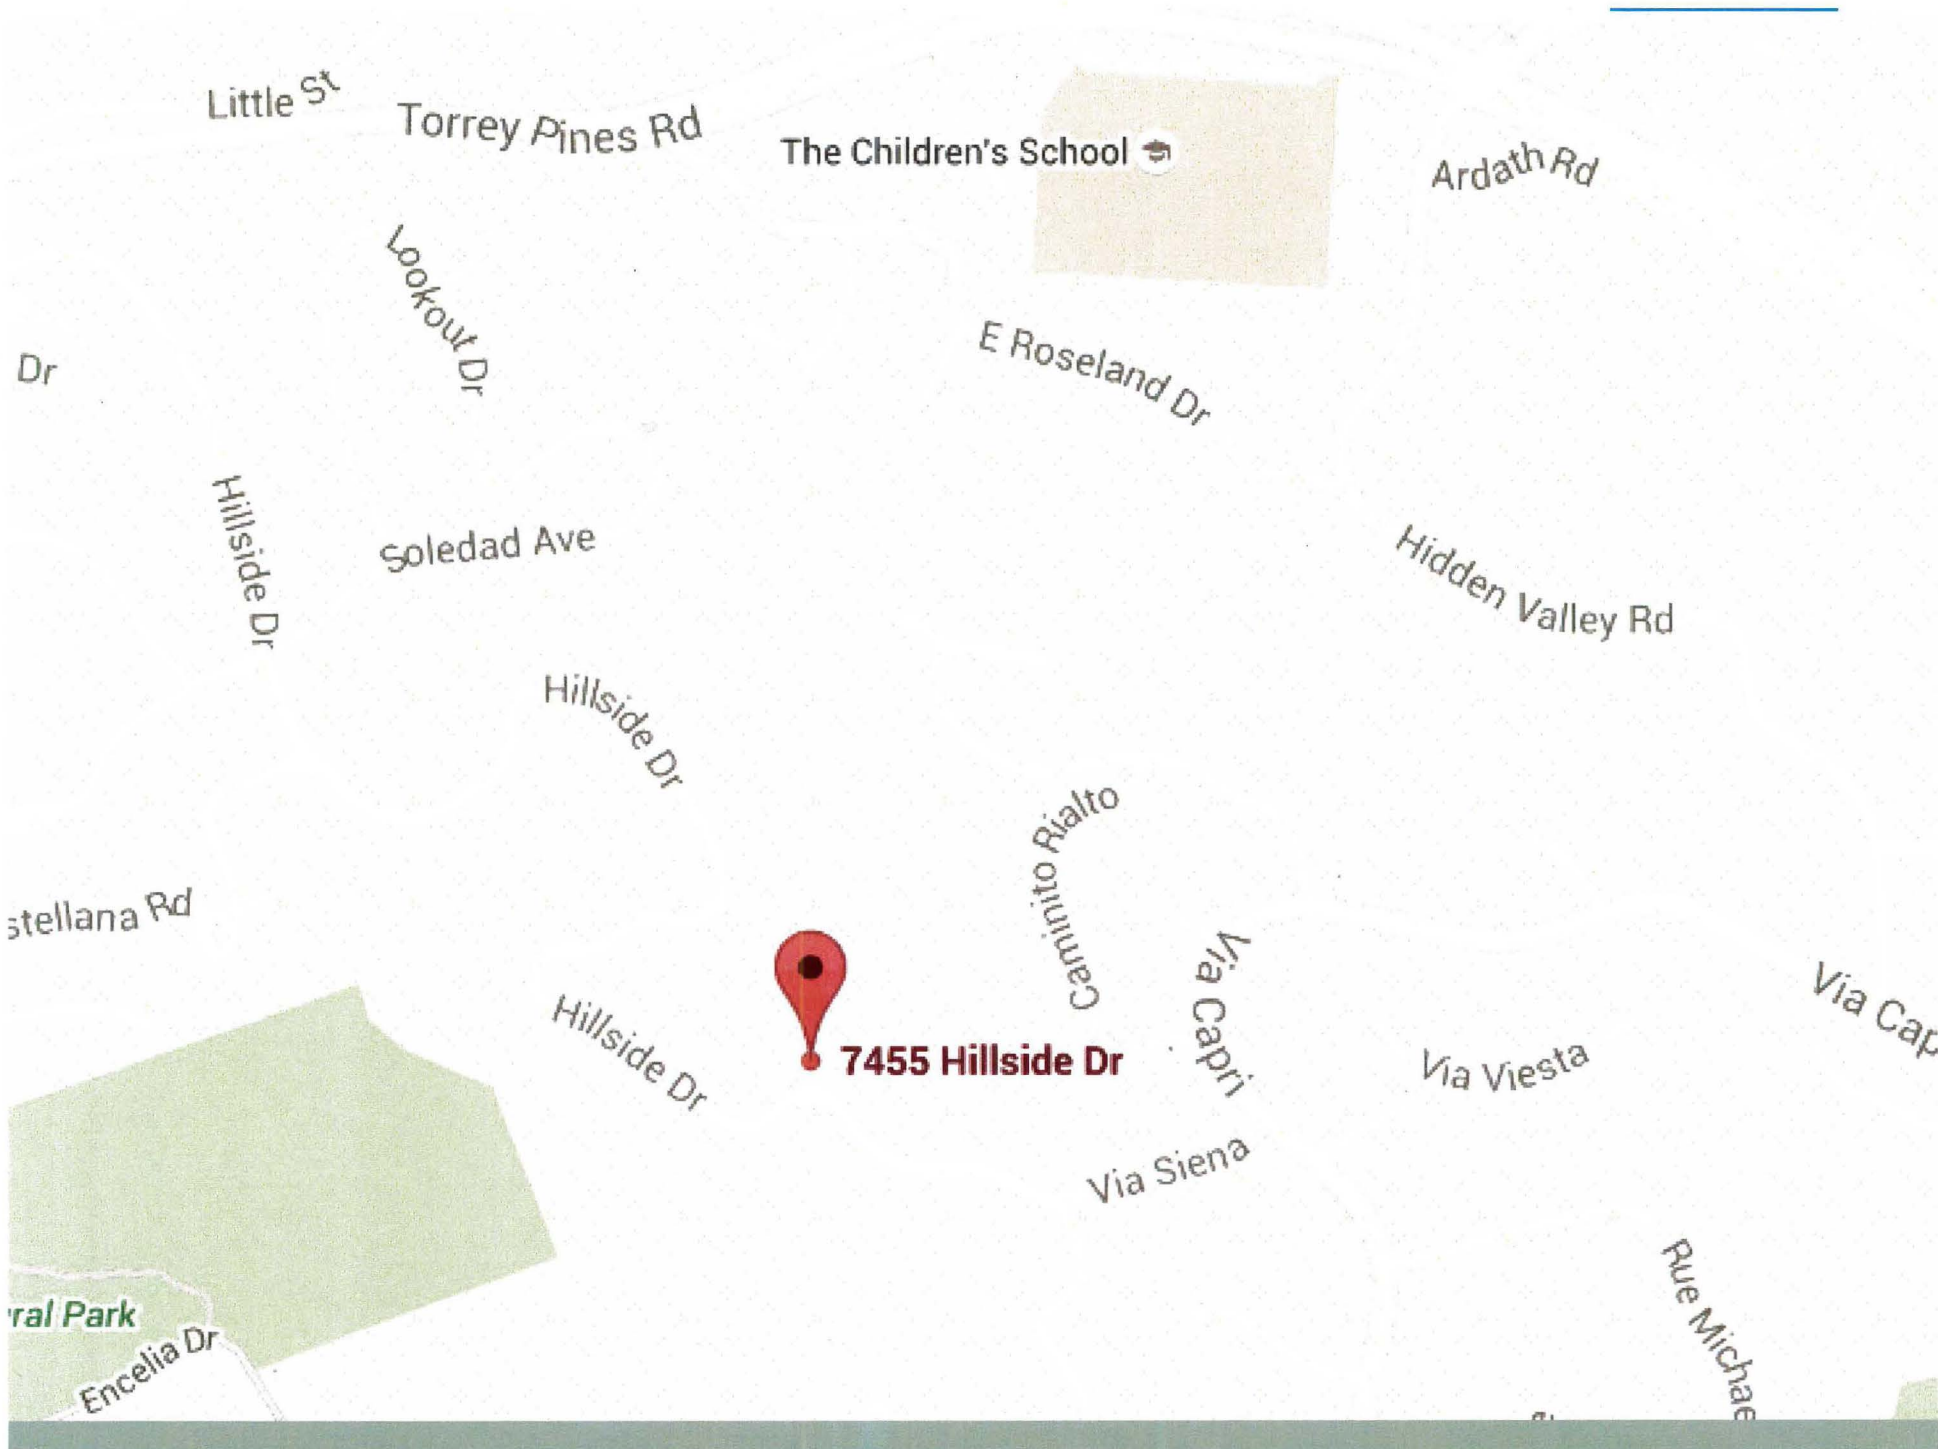 Little St
Torrey Pines Rd
The Children's School
Ardath Rd
Lookout Dr
E Roseland Dr
Dr
Hillside Dr
Soledad Ave
Hidden Valley Rd
Hillside Dr
Caminito Rialto
stellana Rd
Via Capri
Via Cap
Hillside Dr
7455 Hillside Dr
Via Viesta
Via Siena
Rue Michae
ral Park
Encelia Dr